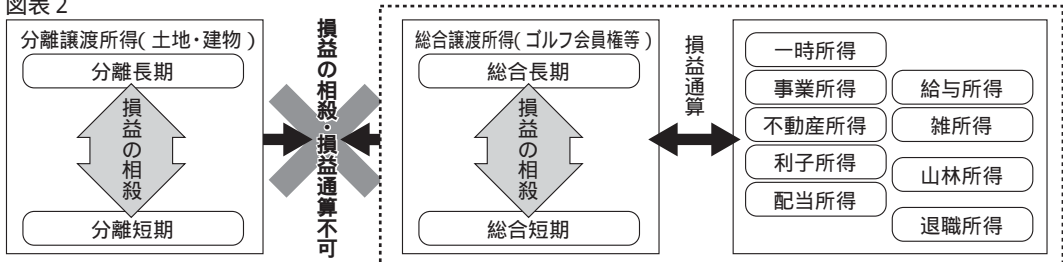 図表2
分離譲渡所得(土地・建物)
分離長期
損益の相殺
分離短期
損益の相殺・損益通算不可
総合譲渡所得(ゴルフ会員権等)
総合長期
損益の相殺
総合短期
損益通算
一時所得
事業所得
不動産所得
利子所得
配当所得
給与所得
雑所得
山林所得
退職所得